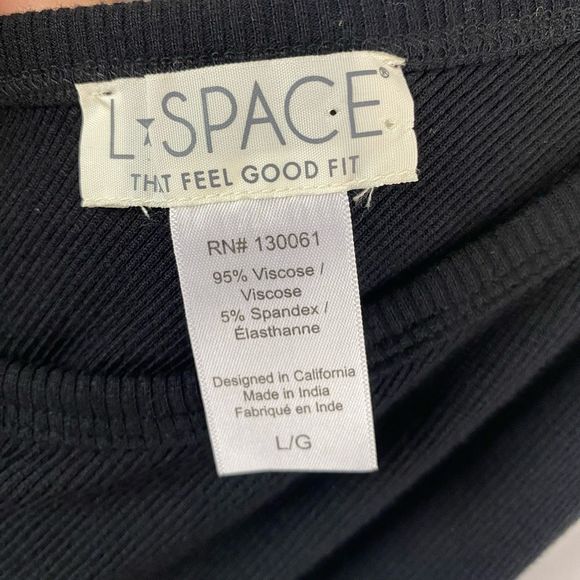 L★SPACE®
THAT FEEL GOOD FIT
RN# 130061
95% Viscose /
Viscose
5% Spandex /
Élasthanne
Designed in California
Made in India
Fabriqué en Inde
L/G